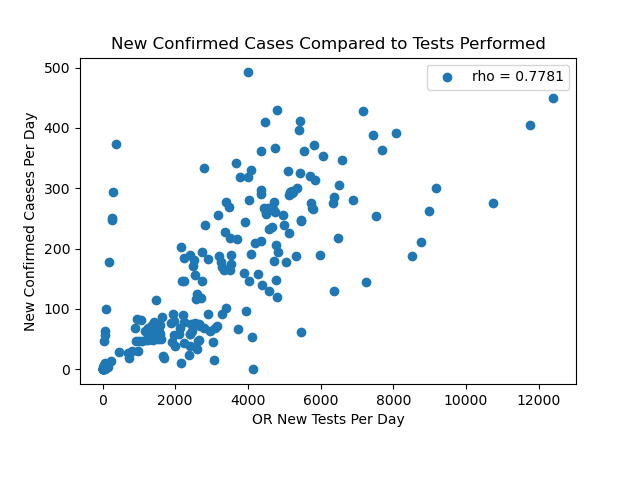 New Confirmed Cases Compared to Tests Performed
rho = 0.7781
500
400
300
200
100
0
New Confirmed Caeses Per Day
0 2000 4000 6000 8000 10000 12000
OR New Tests Per Day